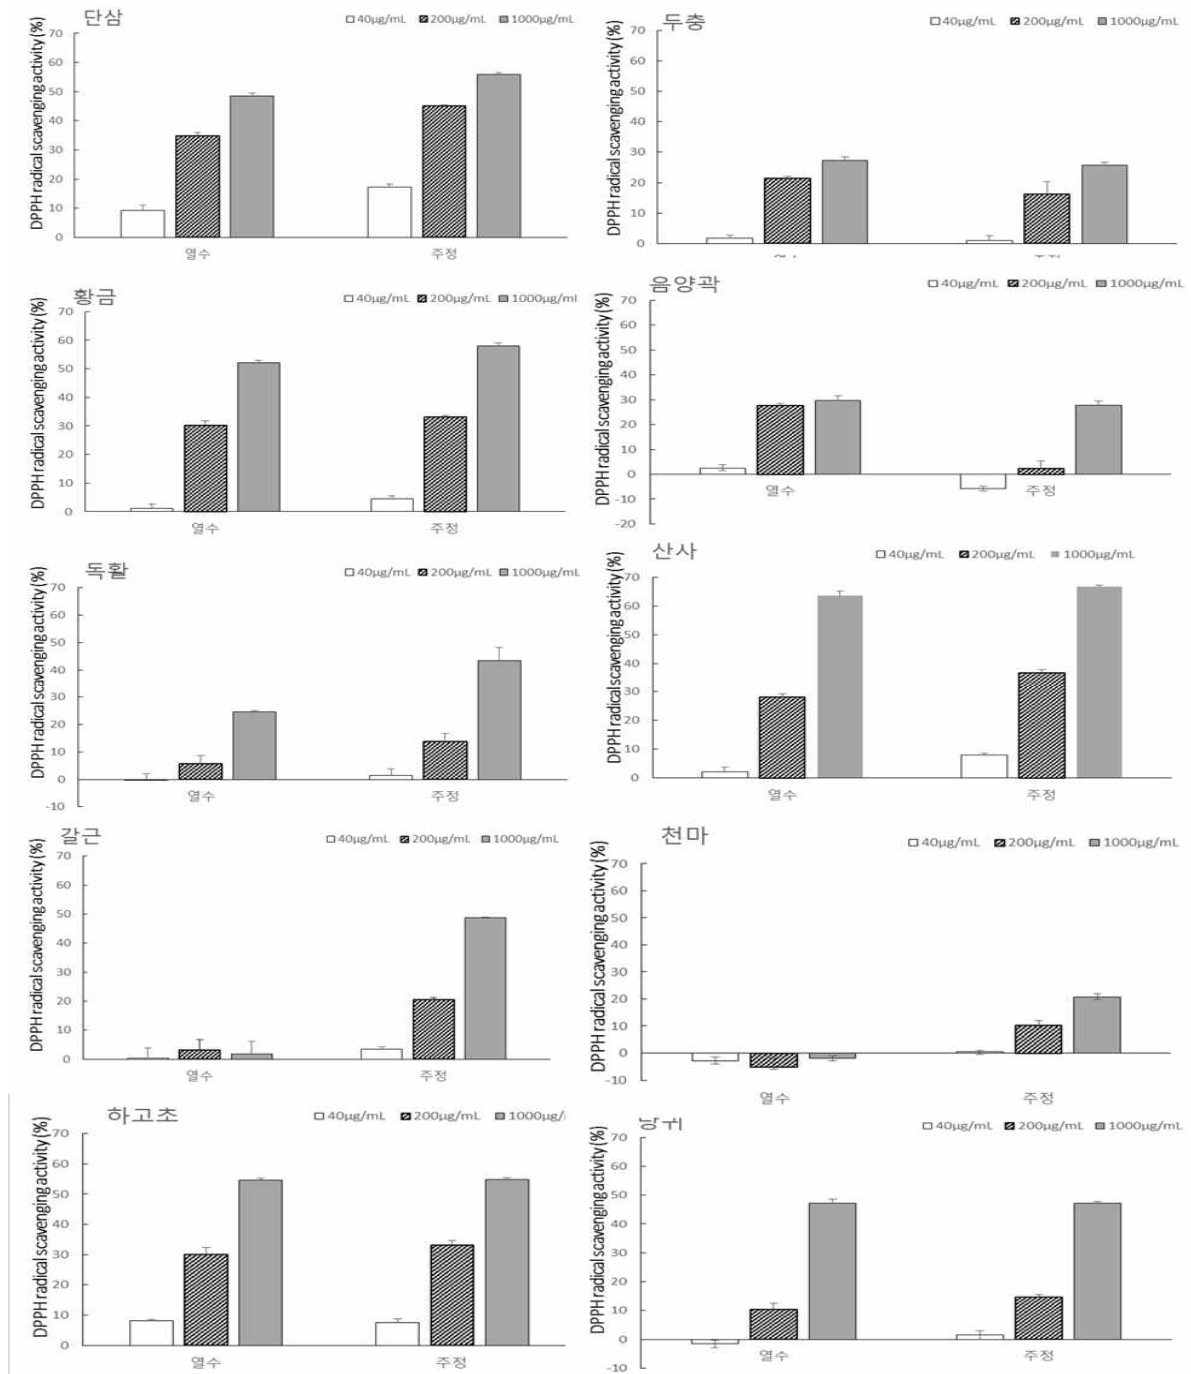 단삼
□ 40µg/mL ▨ 200µg/mL ■ 1000µg/mL
DPPH radical scavenging activity (%)
70
60
50
40
30
20
10
0
열수 주정
두충
□ 40µg/mL ▨ 200µg/mL ■ 1000µg/mL
DPPH radical scavenging activity (%)
70
60
50
40
30
20
10
0
황금
□ 40µg/mL ▨ 200µg/mL ■ 1000µg/ml
DPPH radical scavenging activity (%)
70
60
50
40
30
20
10
0
열수 주정
음양곽
□ 40µg/mL ▨ 200µg/mL ■ 1000µg/mL
DPPH radical scavenging activity (%)
70
60
50
40
30
20
10
0
-10
-20
열수 주정
독활
□ 40µg/mL ▨ 200µg/mL ■ 1000µg/mL
DPPH radical scavenging activity (%)
70
60
50
40
30
20
10
0
-10
열수 주정
산사
□ 40µg/mL ▨ 200µg/mL ■ 1000µg/mL
DPPH radical scavenging activity (%)
70
60
50
40
30
20
10
0
열수 주정
갈근
□ 40µg/mL ▨ 200µg/mL ■ 1000µg/mL
DPPH radical scavenging activity (%)
70
60
50
40
30
20
10
0
열수 주정
천마
□ 40µg/mL ▨ 200µg/mL ■ 1000µg/mL
DPPH radical scavenging activity (%)
70
60
50
40
30
20
10
0
-10
열수 주정
하고초
□ 40µg/mL ▨ 200µg/mL ■ 1000µg/
DPPH radical scavenging activity (%)
70
60
50
40
30
20
10
0
열수 주정
□ 40µg/mL ▨ 200µg/mL ■ 1000µg/mL
DPPH radical scavenging activity (%)
70
60
50
40
30
20
10
0
-10
열수 주정